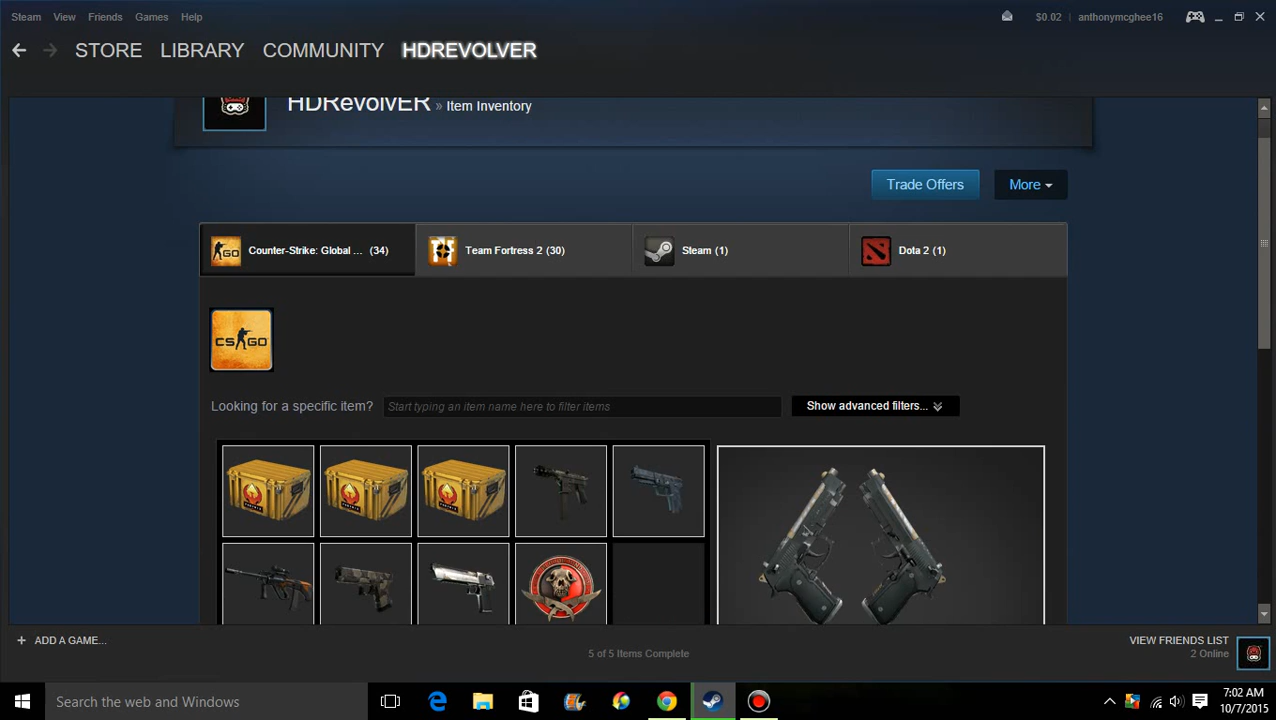 Steam View Friends Games Help $0.02 anthonymcghee16
STORE LIBRARY COMMUNITY HDREVOLVER
HDRevolvER » Item Inventory
Trade Offers More
Counter-Strike: Global ... (34) Team Fortress 2 (30) Steam (1) Dota 2 (1)
CS GO
Looking for a specific item? Start typing an item name here to filter items Show advanced filters...
+ ADD A GAME... 5 of 5 Items Complete VIEW FRIENDS LIST
2 Online
Search the web and Windows 7:02 AM
10/7/2015